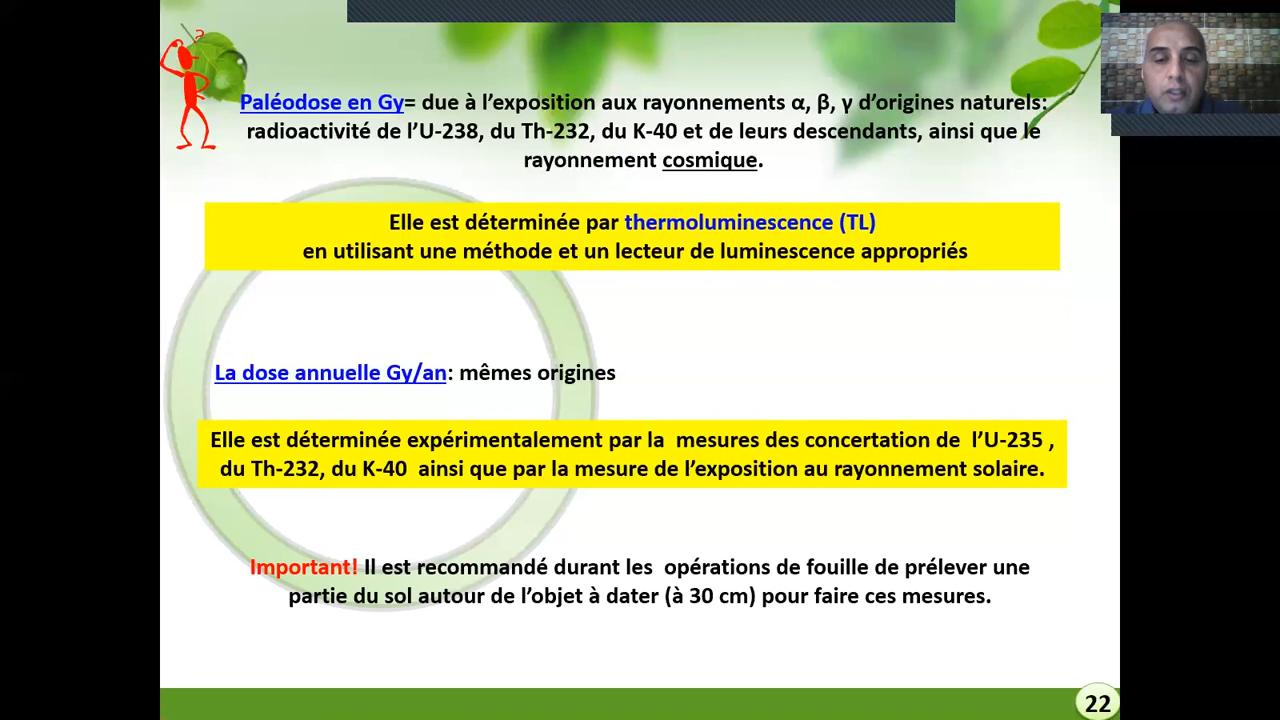 Paléodose en Gy= due à l’exposition aux rayonnements α, β, γ d’origines naturels:
radioactivité de l’U-238, du Th-232, du K-40 et de leurs descendants, ainsi que le
rayonnement cosmique.
Elle est déterminée par thermoluminescence (TL)
en utilisant une méthode et un lecteur de luminescence appropriés
La dose annuelle Gy/an: mêmes origines
Elle est déterminée expérimentalement par la mesures des concertation de l’U-235 ,
du Th-232, du K-40 ainsi que par la mesure de l’exposition au rayonnement solaire.
Important! Il est recommandé durant les opérations de fouille de prélever une
partie du sol autour de l’objet à dater (à 30 cm) pour faire ces mesures.
22